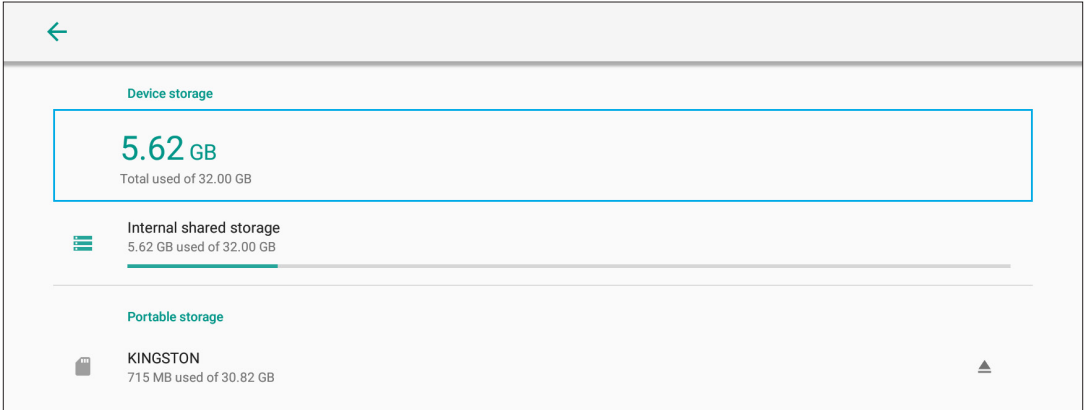 Device storage
5.62 GB
Total used of 32.00 GB
Internal shared storage
5.62 GB used of 32.00 GB
Portable storage
KINGSTON
715 MB used of 30.82 GB